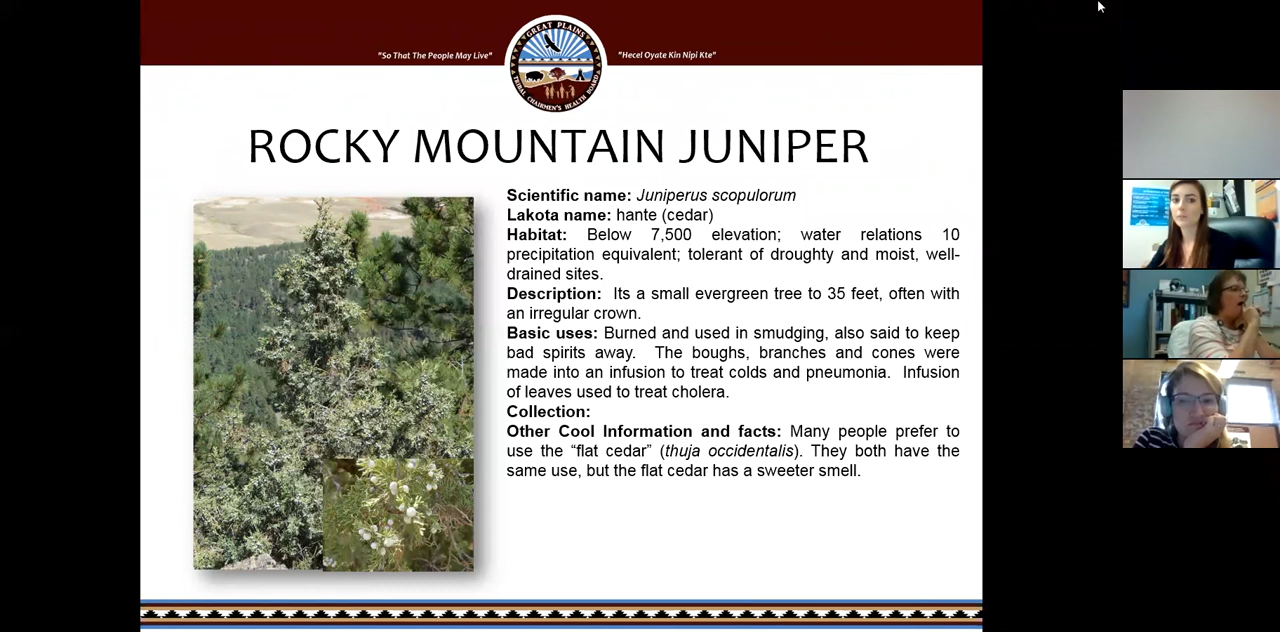 "So That The People May Live"
"Hecel Oyate Kin Nipi Kte"
GREAT PLAINS
TRIBAL CHAIRMEN'S HEALTH BOARD
ROCKY MOUNTAIN JUNIPER
Scientific name: Juniperus scopulorum
Lakota name: hante (cedar)
Habitat: Below 7,500 elevation; water relations 10
precipitation equivalent; tolerant of droughty and moist, well-
drained sites.
Description: Its a small evergreen tree to 35 feet, often with
an irregular crown.
Basic uses: Burned and used in smudging, also said to keep
bad spirits away. The boughs, branches and cones were
made into an infusion to treat colds and pneumonia. Infusion
of leaves used to treat cholera.
Collection:
Other Cool Information and facts: Many people prefer to
use the “flat cedar” (thuja occidentalis). They both have the
same use, but the flat cedar has a sweeter smell.